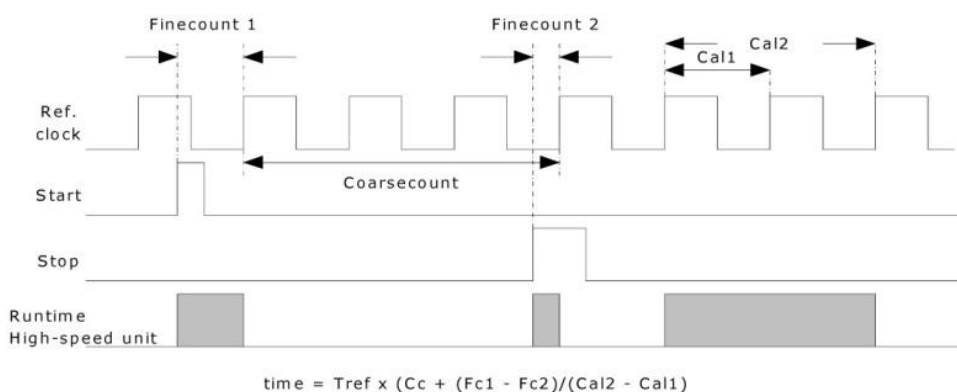 Finecount 1
Finecount 2
Cal2
Cal1
Ref.
clock
Coarsecount
Start
Stop
Runtime
High-speed unit
time = Tref x (Cc + (Fc1 - Fc2)/(Cal2 - Cal1)